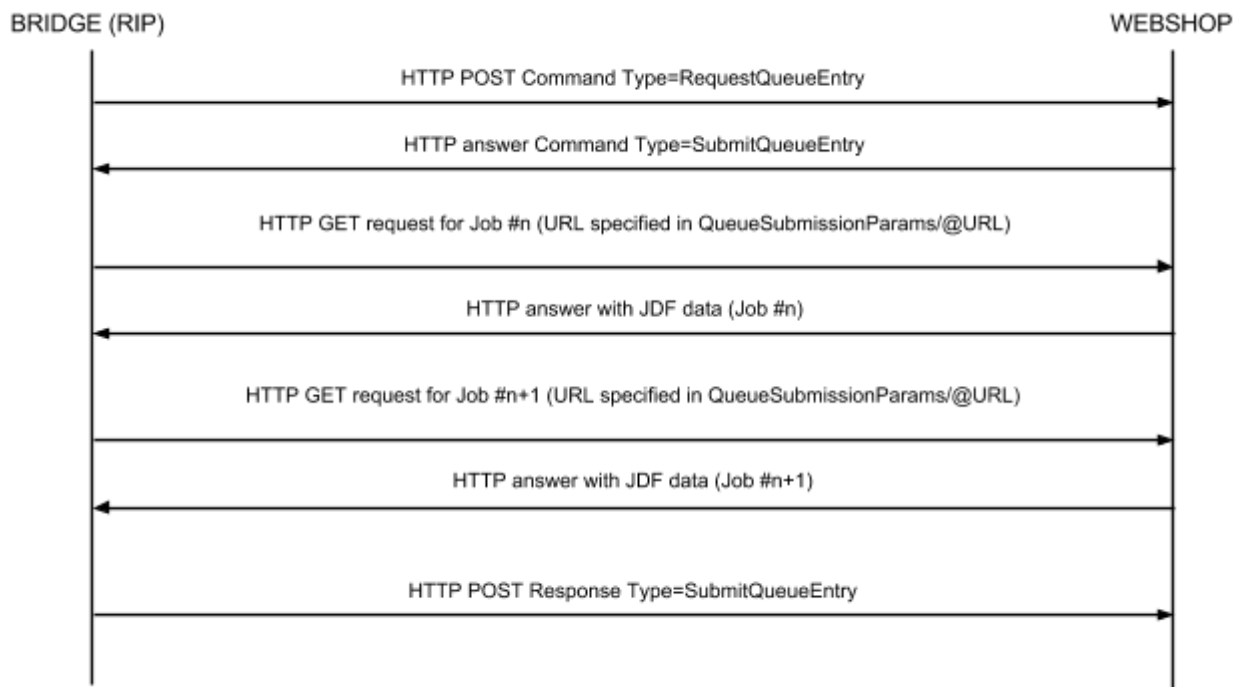 BRIDGE (RIP)
WEBSHOP
HTTP POST Command Type=RequestQueueEntry
HTTP answer Command Type=SubmitQueueEntry
HTTP GET request for Job #n (URL specified in QueueSubmissionParams/@URL)
HTTP answer with JDF data (Job #n)
HTTP GET request for Job #n+1 (URL specified in QueueSubmissionParams/@URL)
HTTP answer with JDF data (Job #n+1)
HTTP POST Response Type=SubmitQueueEntry